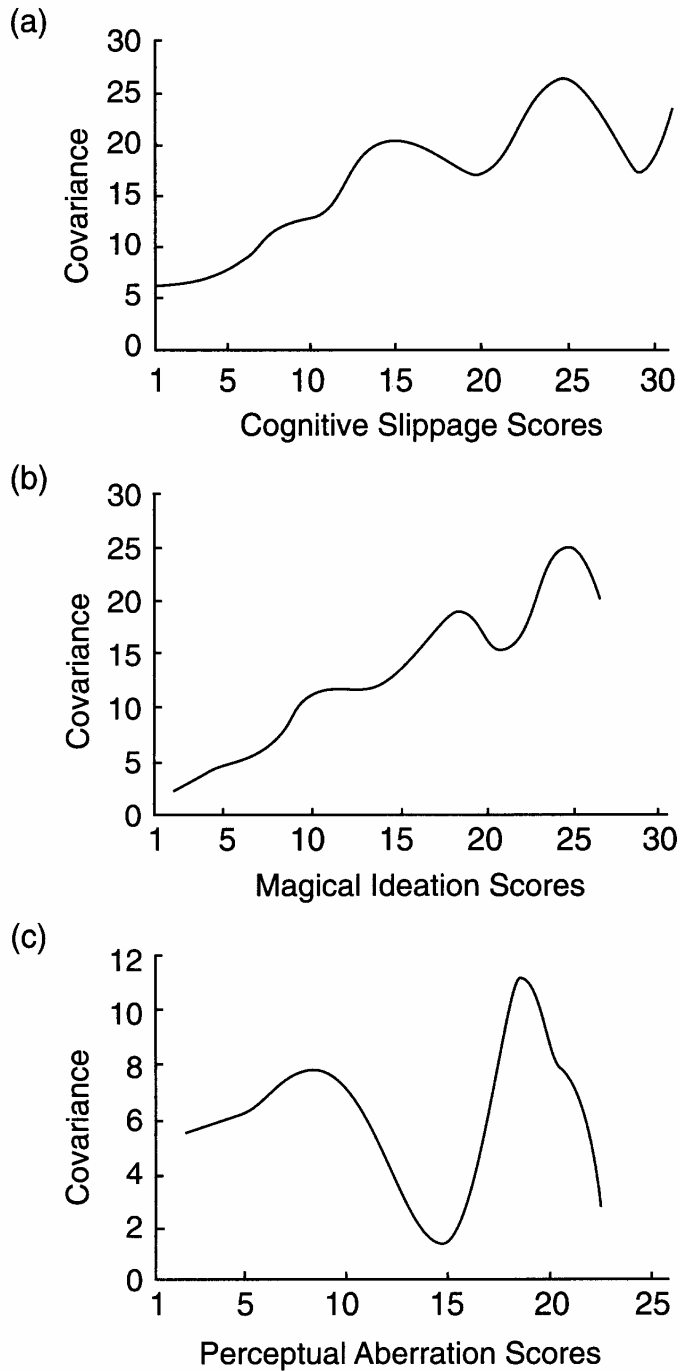 (a)
30
25
20
15
10
5
0
Covariance
1 5 10 15 20 25 30
Cognitive Slippage Scores
(b)
30
25
20
15
10
5
0
Covariance
1 5 10 15 20 25 30
Magical Ideation Scores
(c)
12
10
8
6
4
2
0
Covariance
1 5 10 15 20 25
Perceptual Aberration Scores